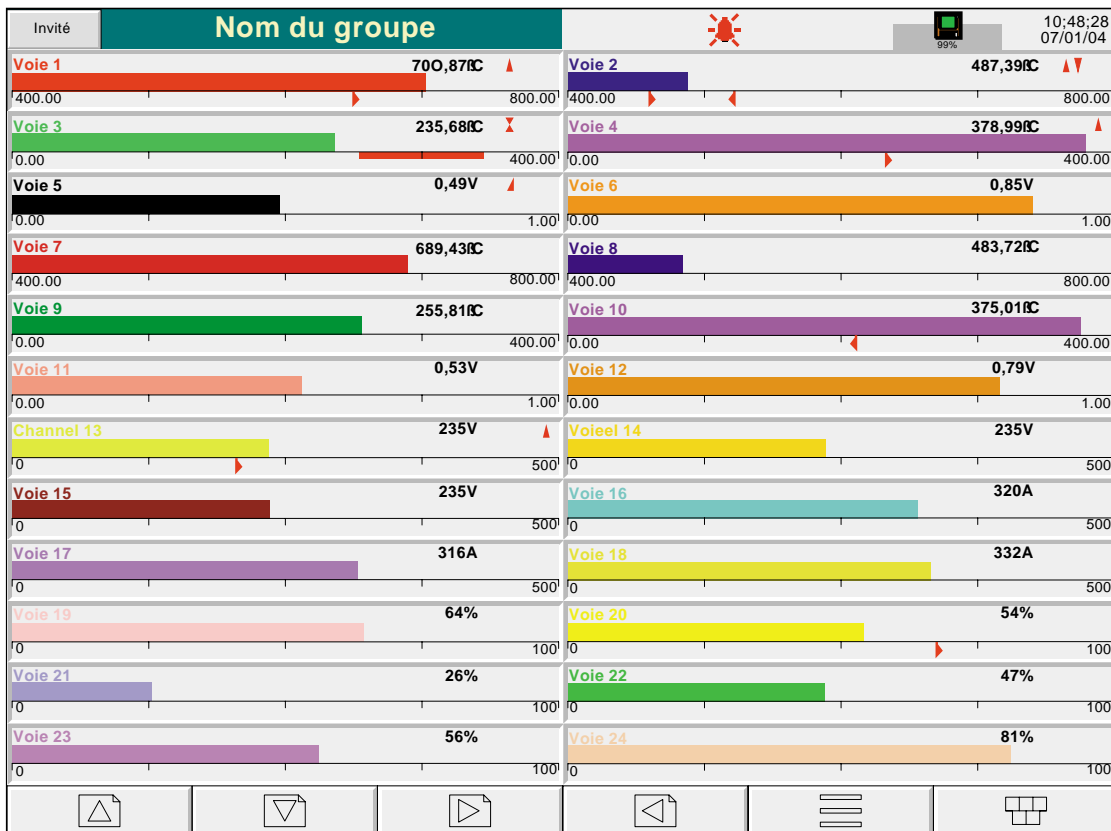 Invité
Nom du groupe
99%
10;48;28
07/01/04
Voie 1 70O,87ßC
400.00 800.00
Voie 2 487,39ßC
400.00 800.00
Voie 3 235,68ßC
0.00 400.00
Voie 4 378,99ßC
0.00 400.00
Voie 5 0,49V
0.00 1.00
Voie 6 0,85V
0.00 1.00
Voie 7 689,43ßC
400.00 800.00
Voie 8 483,72ßC
400.00 800.00
Voie 9 255,81ßC
0.00 400.00
Voie 10 375,01ßC
0.00 400.00
Voie 11 0,53V
0.00 1.00
Voie 12 0,79V
0.00 1.00
Channel 13 235V
0 500
Voieel 14 235V
0 500
Voie 15 235V
0 500
Voie 16 320A
0 500
Voie 17 316A
0 500
Voie 18 332A
0 500
Voie 19 64%
0 100
Voie 20 54%
0 100
Voie 21 26%
0 100
Voie 22 47%
0 100
Voie 23 56%
0 100
Voie 24 81%
0 100